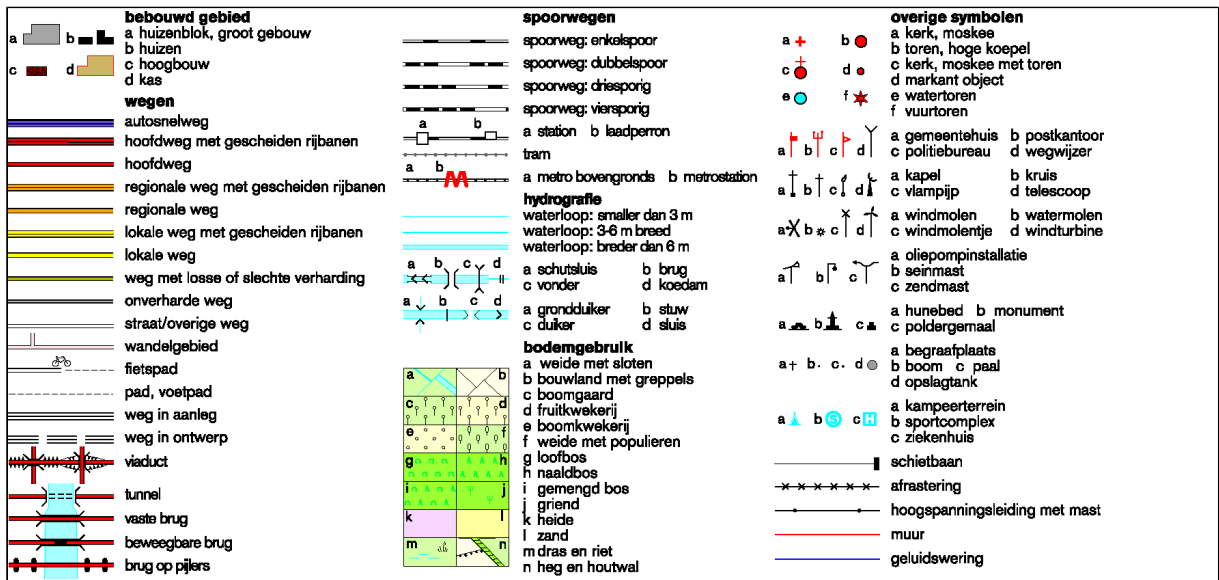 bebouwd gebied
a b
a huizenblok, groot gebouw
b huizen
c d
c hoogbouw
d kas
wegen
autosnelweg
hoofdweg met gescheiden rijbanen
hoofdweg
regionale weg met gescheiden rijbanen
regionale weg
lokale weg met gescheiden rijbanen
lokale weg
weg met losse of slechte verharding
onverharde weg
straat/overige weg
wandelgebied
fietspad
pad, voetpad
weg in aanleg
weg in ontwerp
viaduct
tunnel
vaste brug
beweegbare brug
brug op pijlers
spoorwegen
spoorweg: enkelspoor
spoorweg: dubbelspoor
spoorweg: driesporig
spoorweg: viersporig
a b
a station b laadperron
tram
a b
M
a metro bovengronds b metrostation
hydrografie
waterloop: smaller dan 3 m
waterloop: 3-6 m breed
waterloop: breder dan 6 m
a b c d
a schutsluis b brug
c vonder d koedam
a b c d
a grondduiker b stuw
c duiker d sluis
bodemgebruik
a b
c d
e f
g h
i j
k l
m n
a weide met sloten
b bouwland met greppels
c boomgaard
d fruitkwekerij
e boomkwekerij
f weide met populieren
g loofbos
h naaldbos
i gemengd bos
j griend
k heide
l zand
m dras en riet
n heg en houtwal
overige symbolen
a b
a kerk, moskee
b toren, hoge koepel
c d
c kerk, moskee met toren
d markant object
e f
e watertoren
f vuurtoren
a b c d
a gemeentehuis b postkantoor
c politiebureau d wegwijzer
a b c d
a kapel b kruis
c vlampijp d telescoop
a b c d
a windmolen b watermolen
c windmolentje d windturbine
a b c
a oliepompinstallatie
b seinmast
c zendmast
a b c
a hunebed b monument
c poldergemaal
a b c d
a begraafplaats
b boom c paal
d opslagtank
a b S c H
a kampeerterrein
b sportcomplex
c ziekenhuis
schietbaan
afrastering
hoogspanningsleiding met mast
muur
geluidswering